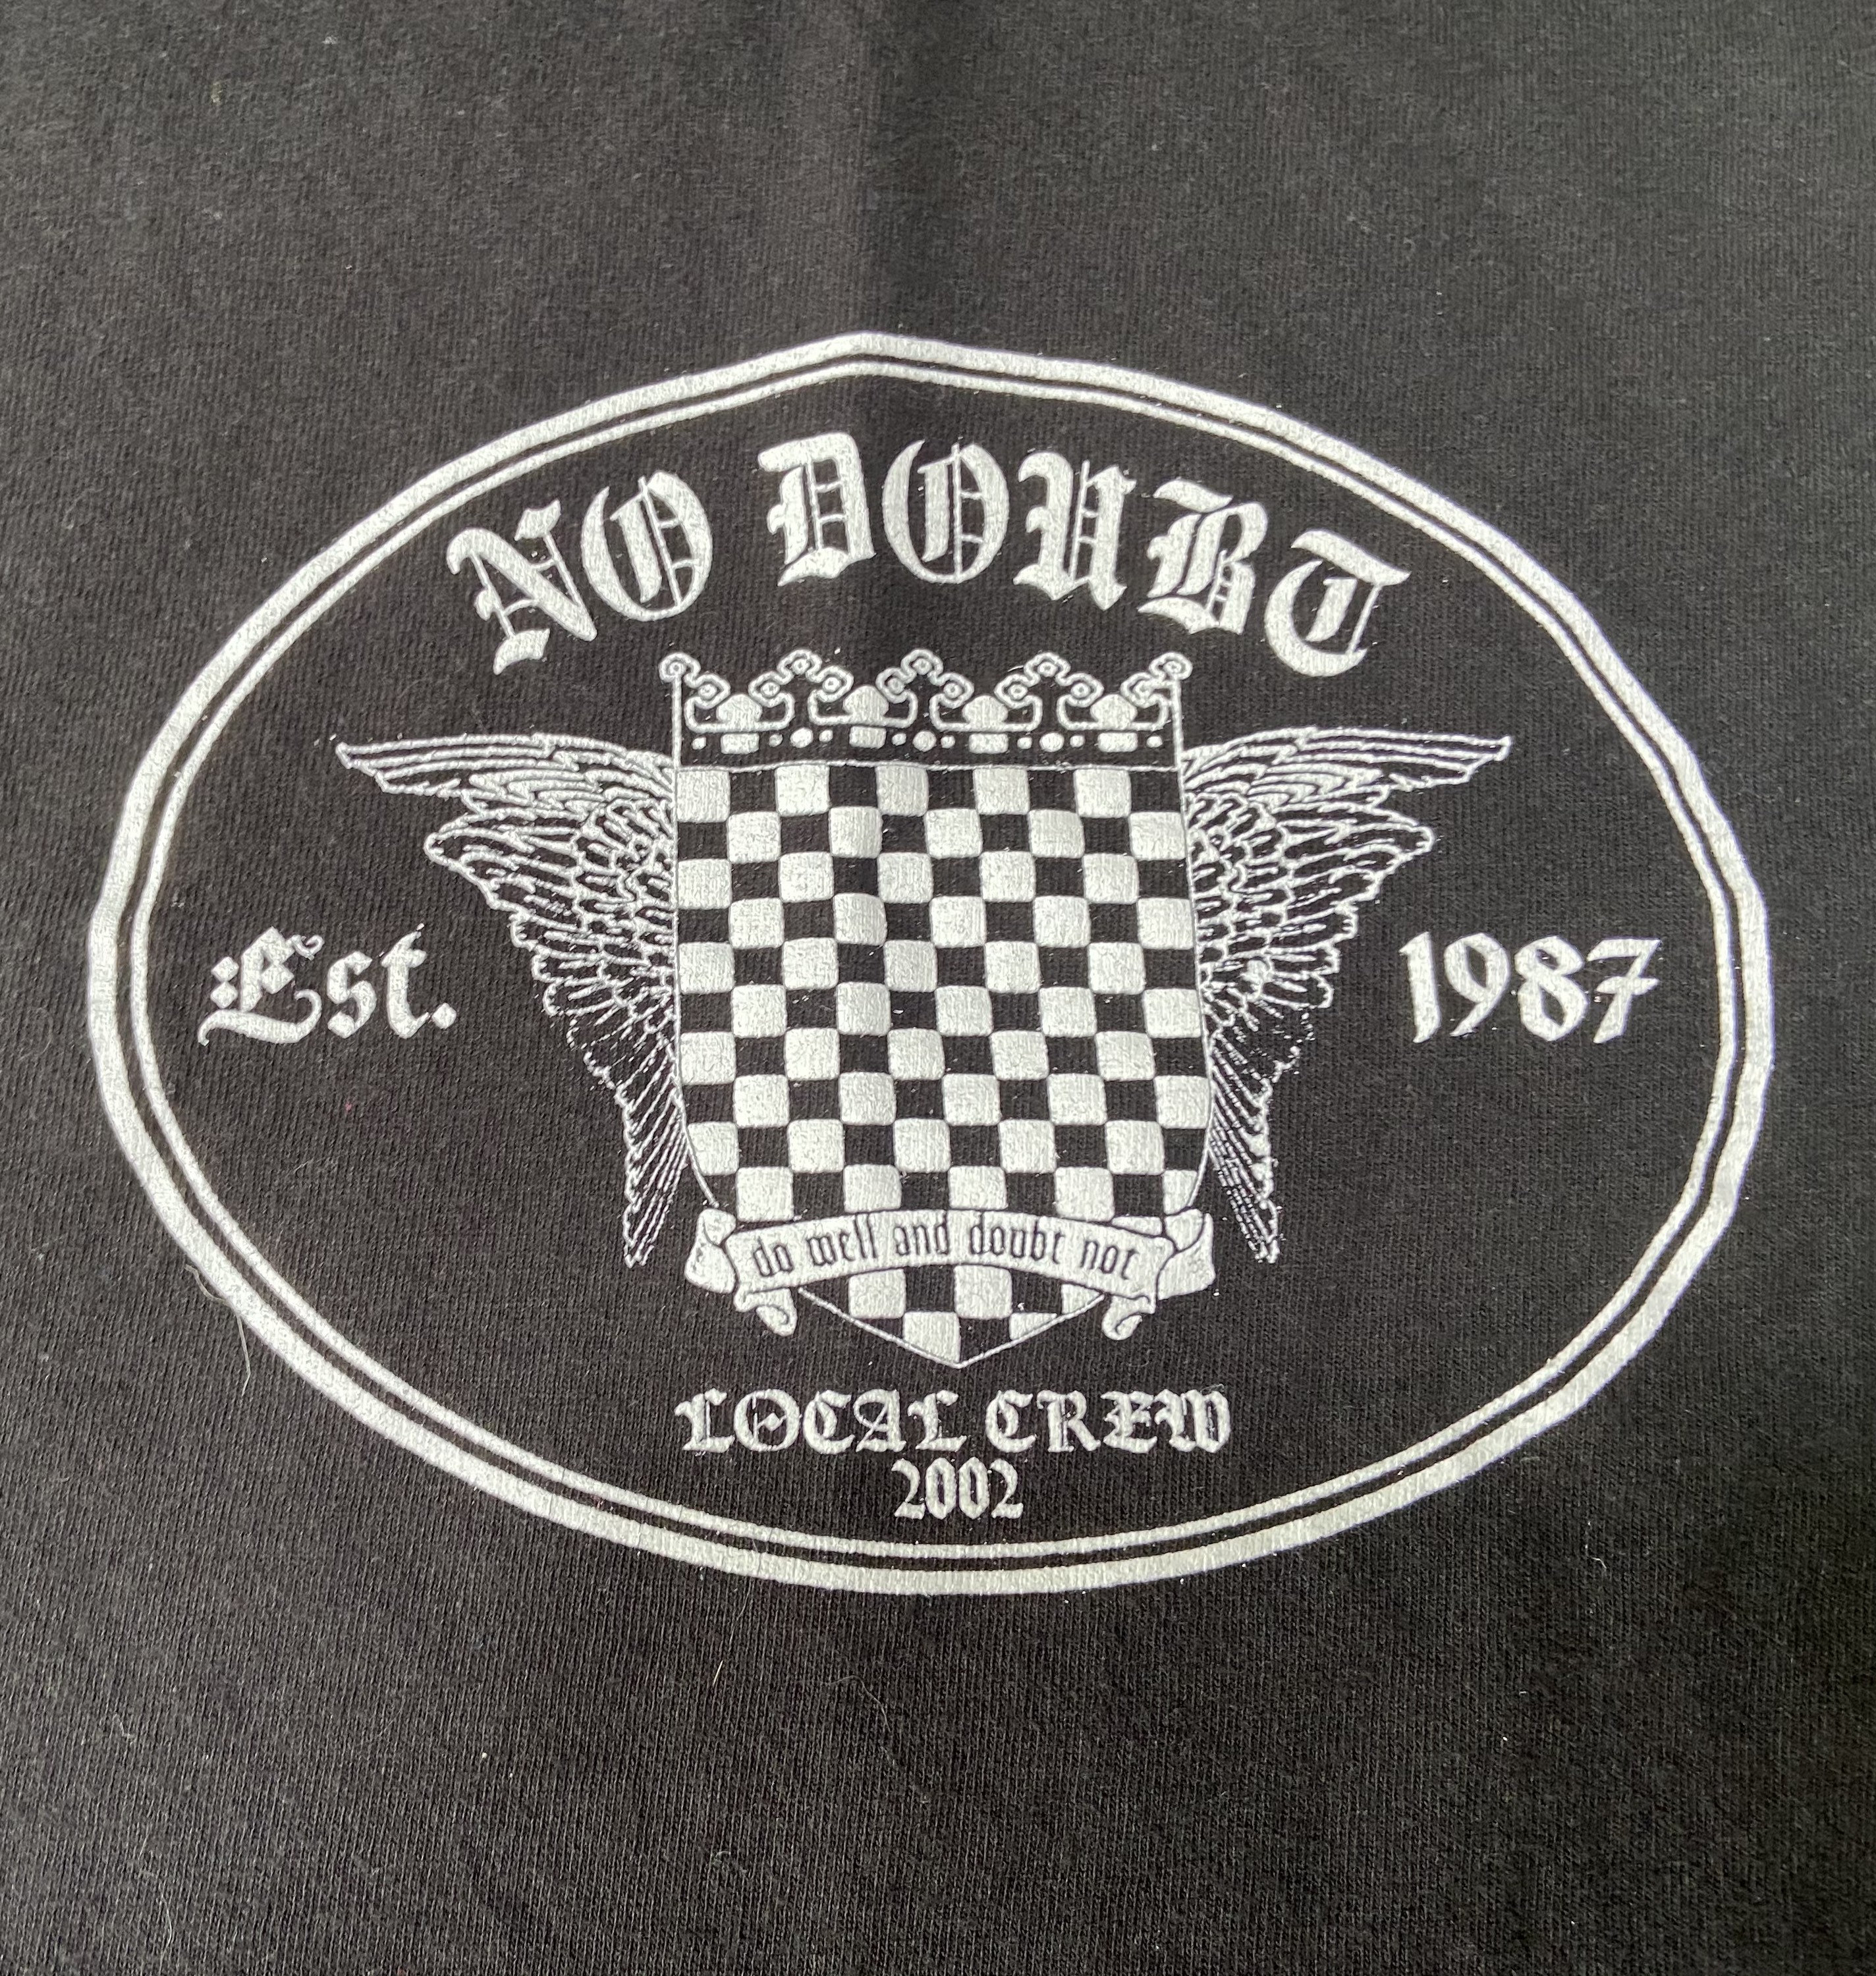 NO DOUBT
Est. 1987
do well and doubt not
LOCAL CREW
2002